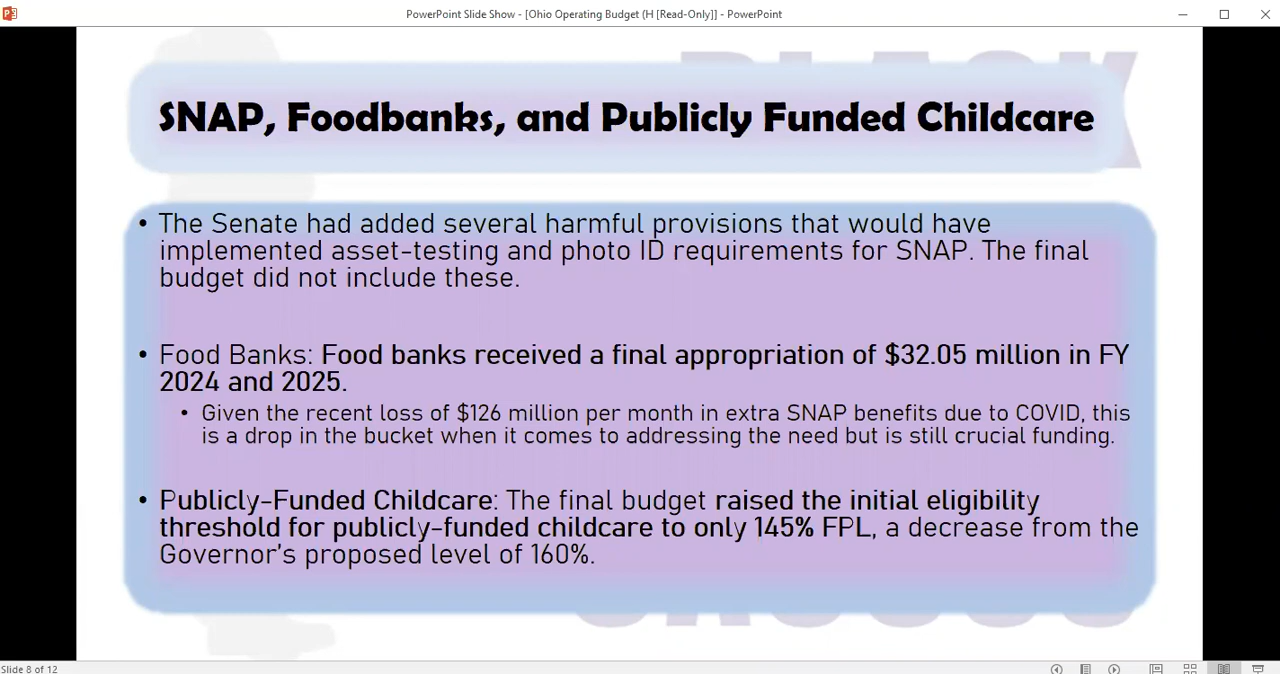 PowerPoint Slide Show - [Ohio Operating Budget (H [Read-Only]] - PowerPoint
BLACK
SNAP, Foodbanks, and Publicly Funded Childcare
• The Senate had added several harmful provisions that would have
implemented asset-testing and photo ID requirements for SNAP. The final
budget did not include these.
• Food Banks: Food banks received a final appropriation of $32.05 million in FY
2024 and 2025.
• Given the recent loss of $126 million per month in extra SNAP benefits due to COVID, this
is a drop in the bucket when it comes to addressing the need but is still crucial funding.
• Publicly-Funded Childcare: The final budget raised the initial eligibility
threshold for publicly-funded childcare to only 145% FPL, a decrease from the
Governor's proposed level of 160%.
Slide 8 of 12